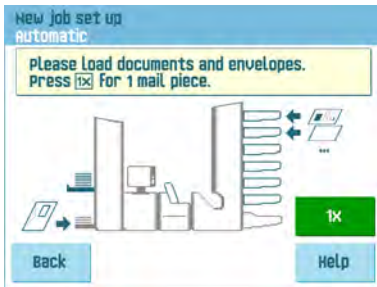 New job set up
Automatic
Please load documents and envelopes.
Press 1X for 1 mail piece.
...
1X
Back
Help